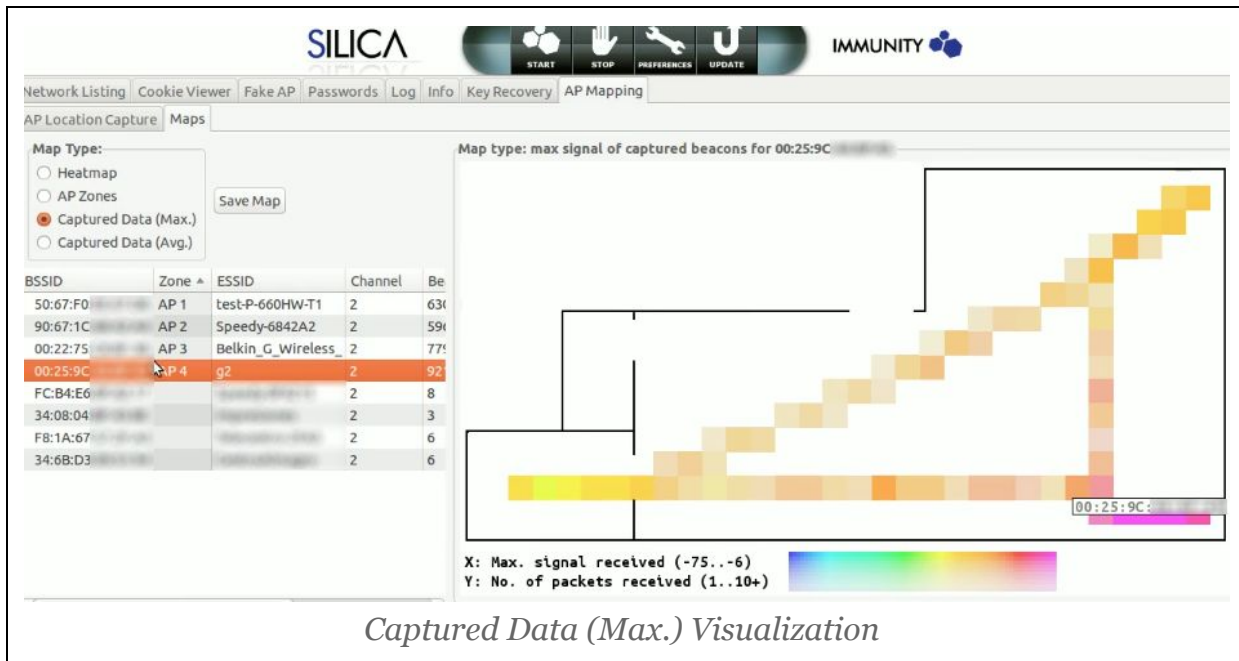 SILICA
START STOP PREFERENCES UPDATE
IMMUNITY
Network Listing Cookie Viewer Fake AP Passwords Log Info Key Recovery AP Mapping
AP Location Capture Maps
Map Type:
Heatmap
AP Zones
Captured Data (Max.)
Captured Data (Avg.)
Save Map
BSSID Zone ESSID Channel Be
50:67:F0 AP 1 test-P-660HW-T1 2 630
90:67:1C AP 2 Speedy-6842A2 2
00:22:75 AP 3 Belkin_G_Wireless_ 2 779
00:25:9C AP 4 g2 2
FC:B4:E6 2 8
34:08:04 2 3
F8:1A:67 2 6
34:6B:D3 2 6
Map type: max signal of captured beacons for 00:25:9C
00:25:9C:
X: Max. signal received (-75..-6)
Y: No. of packets received (1..10+)
Captured Data (Max.) Visualization